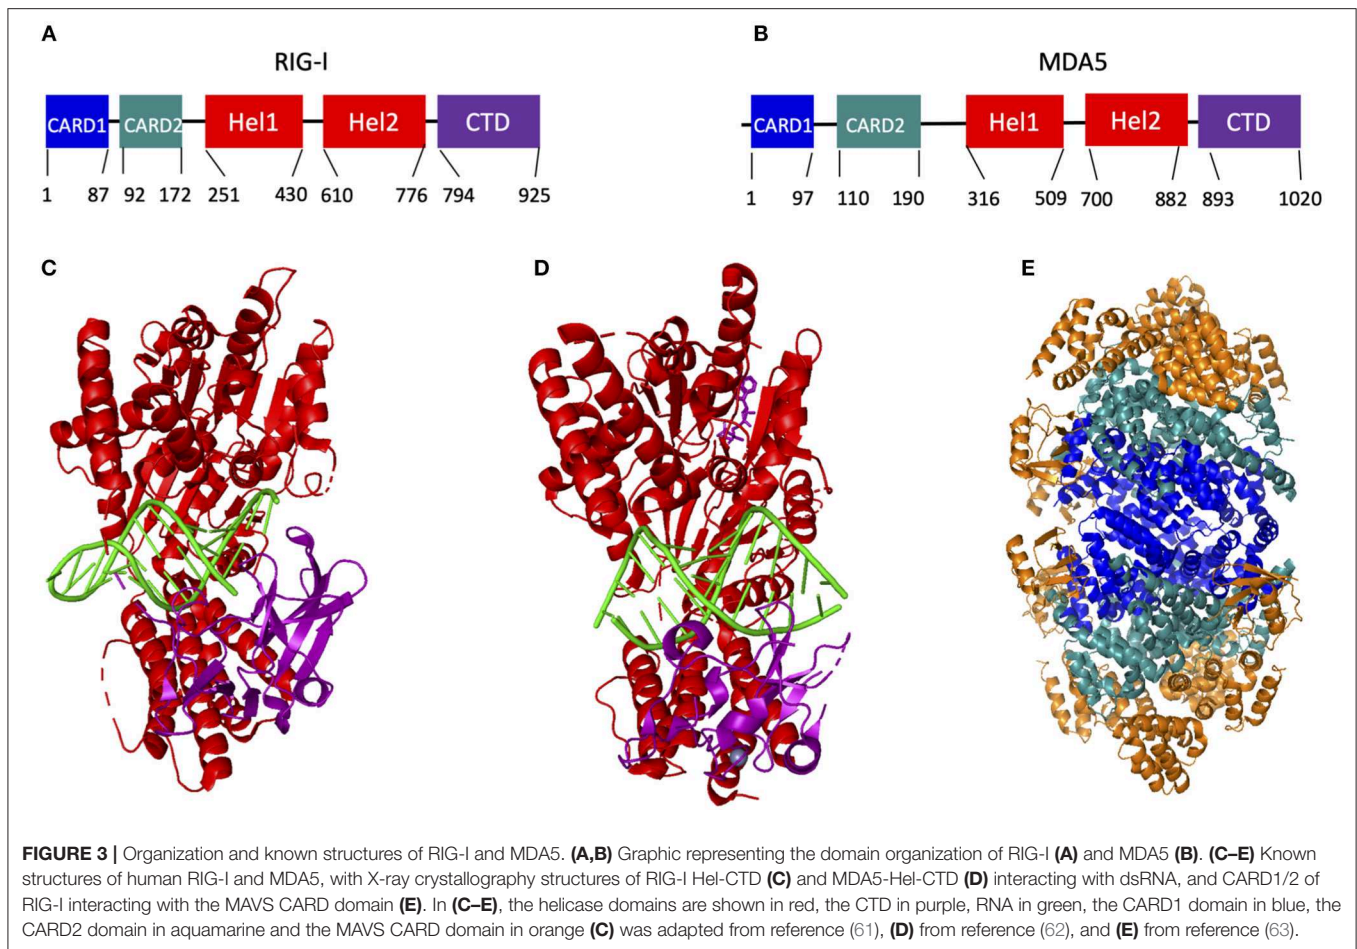 A
RIG-I
CARD1 CARD2 Hel1 Hel2 CTD
1 87 92 172 251 430 610 776 794 925
B
MDA5
CARD1 CARD2 Hel1 Hel2 CTD
1 97 110 190 316 509 700 882 893 1020
C
D
E
FIGURE 3 | Organization and known structures of RIG-I and MDA5. (A,B) Graphic representing the domain organization of RIG-I (A) and MDA5 (B). (C–E) Known
structures of human RIG-I and MDA5, with X-ray crystallography structures of RIG-I Hel-CTD (C) and MDA5-Hel-CTD (D) interacting with dsRNA, and CARD1/2 of
RIG-I interacting with the MAVS CARD domain (E). In (C–E), the helicase domains are shown in red, the CTD in purple, RNA in green, the CARD1 domain in blue, the
CARD2 domain in aquamarine and the MAVS CARD domain in orange (C) was adapted from reference (61), (D) from reference (62), and (E) from reference (63).